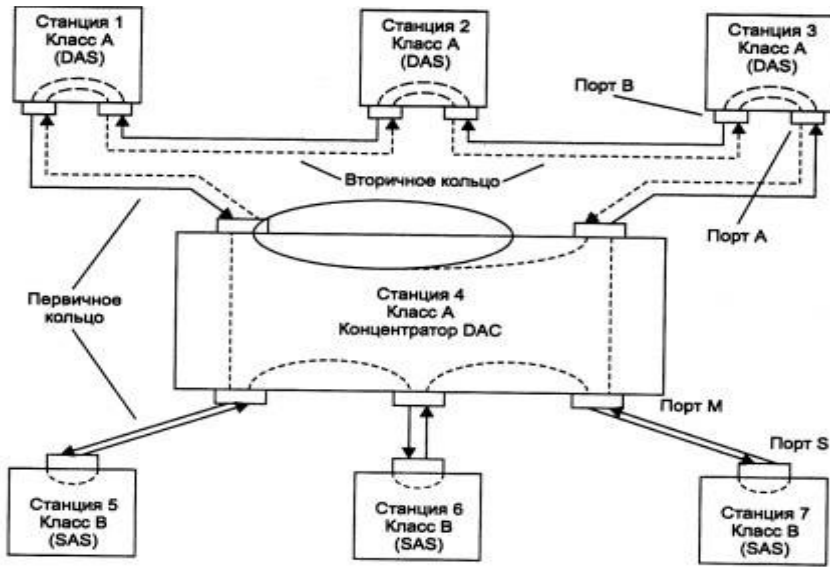 Станция 1
Класс А
(DAS)
Станция 2
Класс А
(DAS)
Станция 3
Класс А
(DAS)
Порт В
Вторичное кольцо
Порт А
Первичное
кольцо
Станция 4
Класс А
Концентратор DAC
Порт М
Порт S
Станция 5
Класс В
(SAS)
Станция 6
Класс В
(SAS)
Станция 7
Класс В
(SAS)